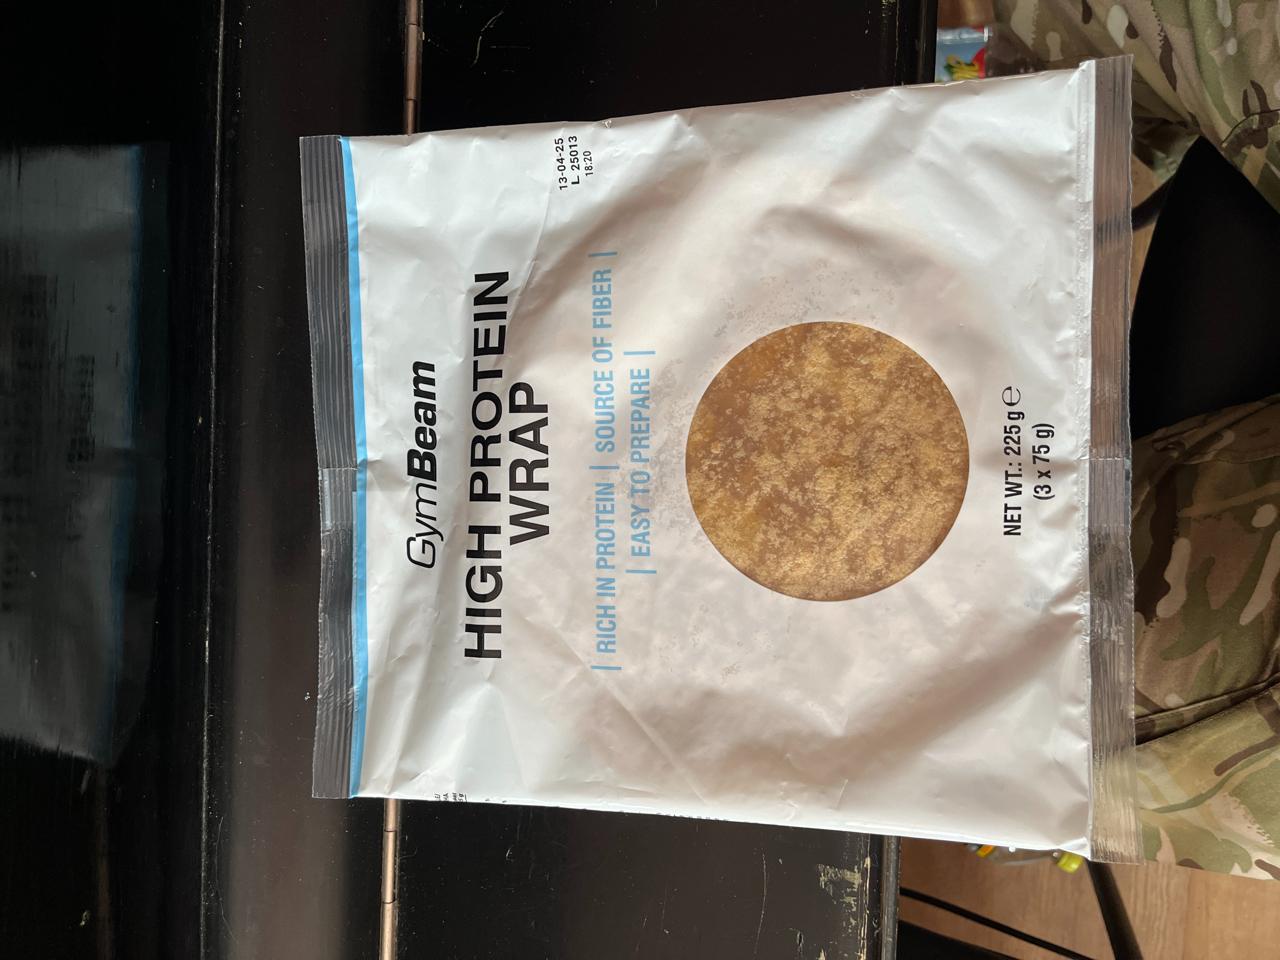 GymBeam
HIGH PROTEIN
WRAP
13-04-25
L 25013
18:20
| RICH IN PROTEIN | SOURCE OF FIBER |
| EASY TO PREPARE |
NET WT.: 225 g ℮
(3 x 75 g)